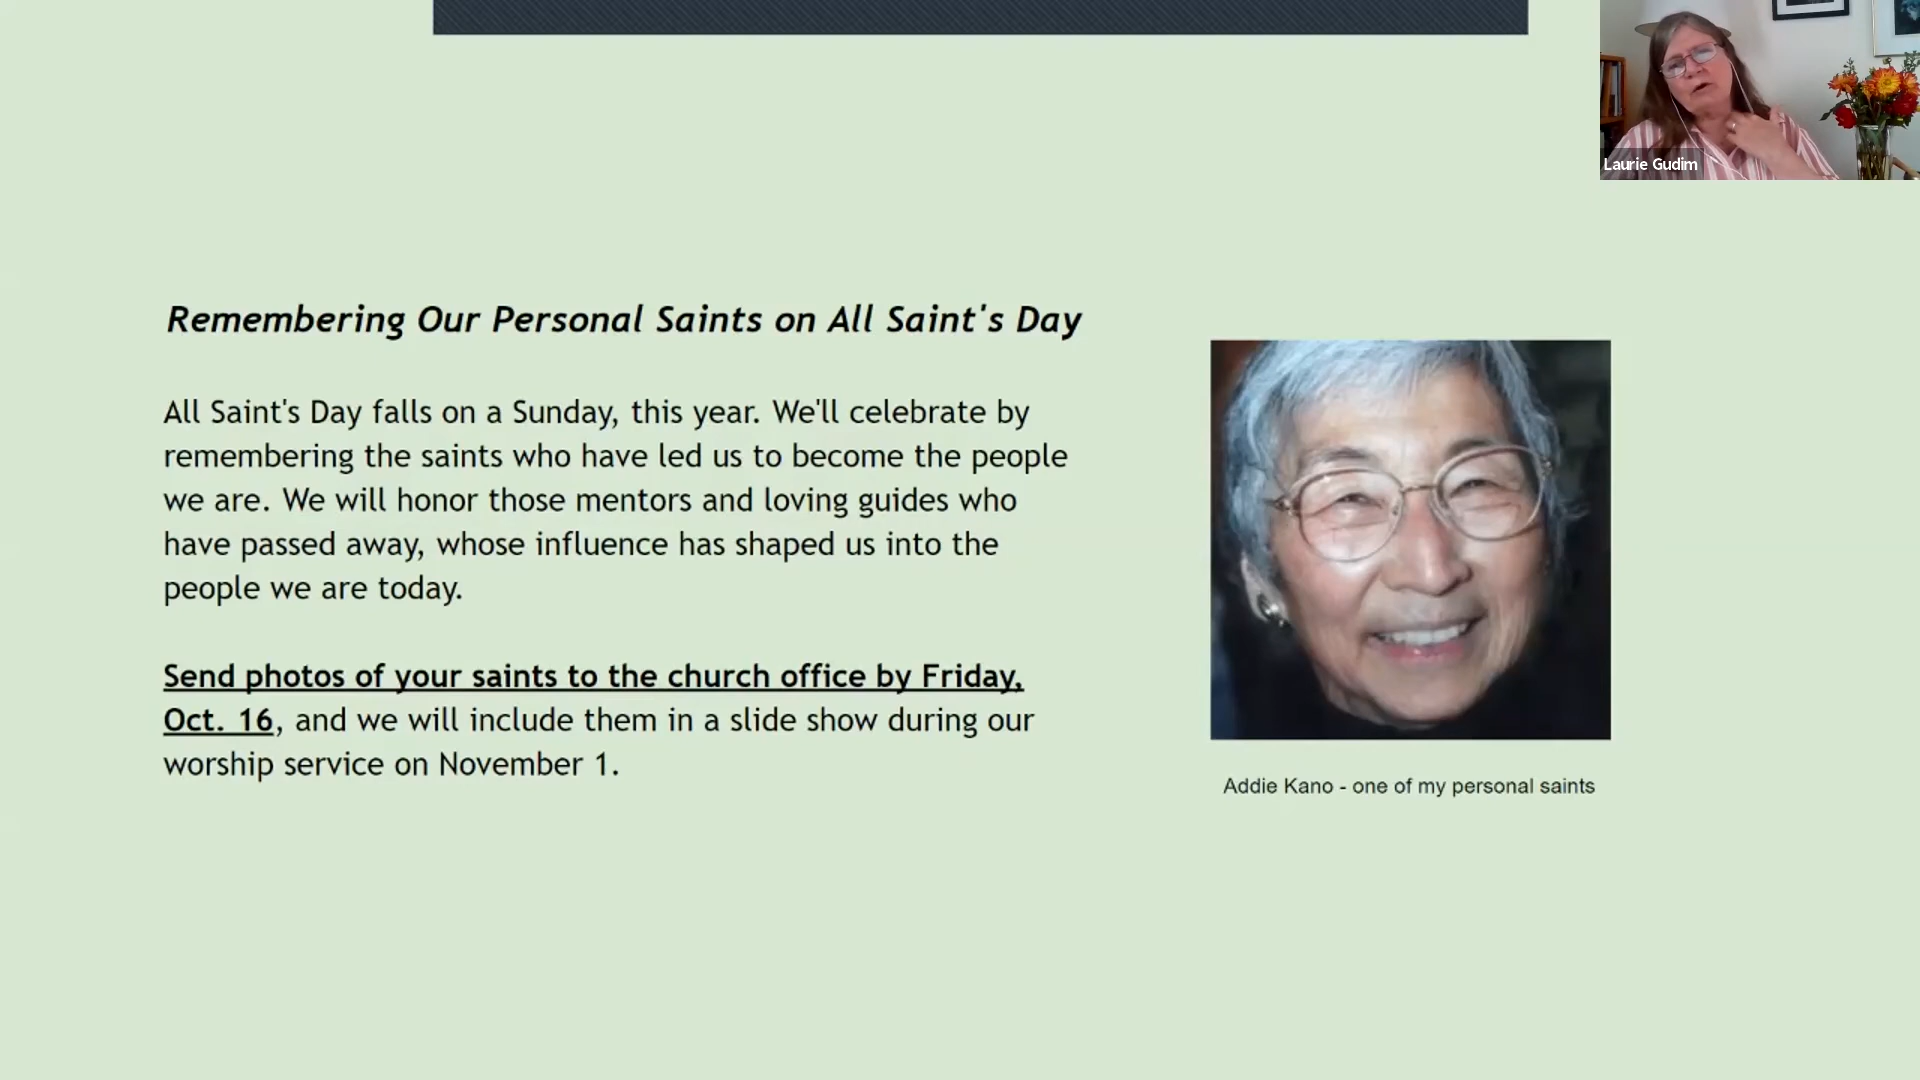 Laurie Gudim
Remembering Our Personal Saints on All Saint's Day
All Saint's Day falls on a Sunday, this year. We'll celebrate by
remembering the saints who have led us to become the people
we are. We will honor those mentors and loving guides who
have passed away, whose influence has shaped us into the
people we are today.
Send photos of your saints to the church office by Friday,
Oct. 16, and we will include them in a slide show during our
worship service on November 1.
Addie Kano - one of my personal saints